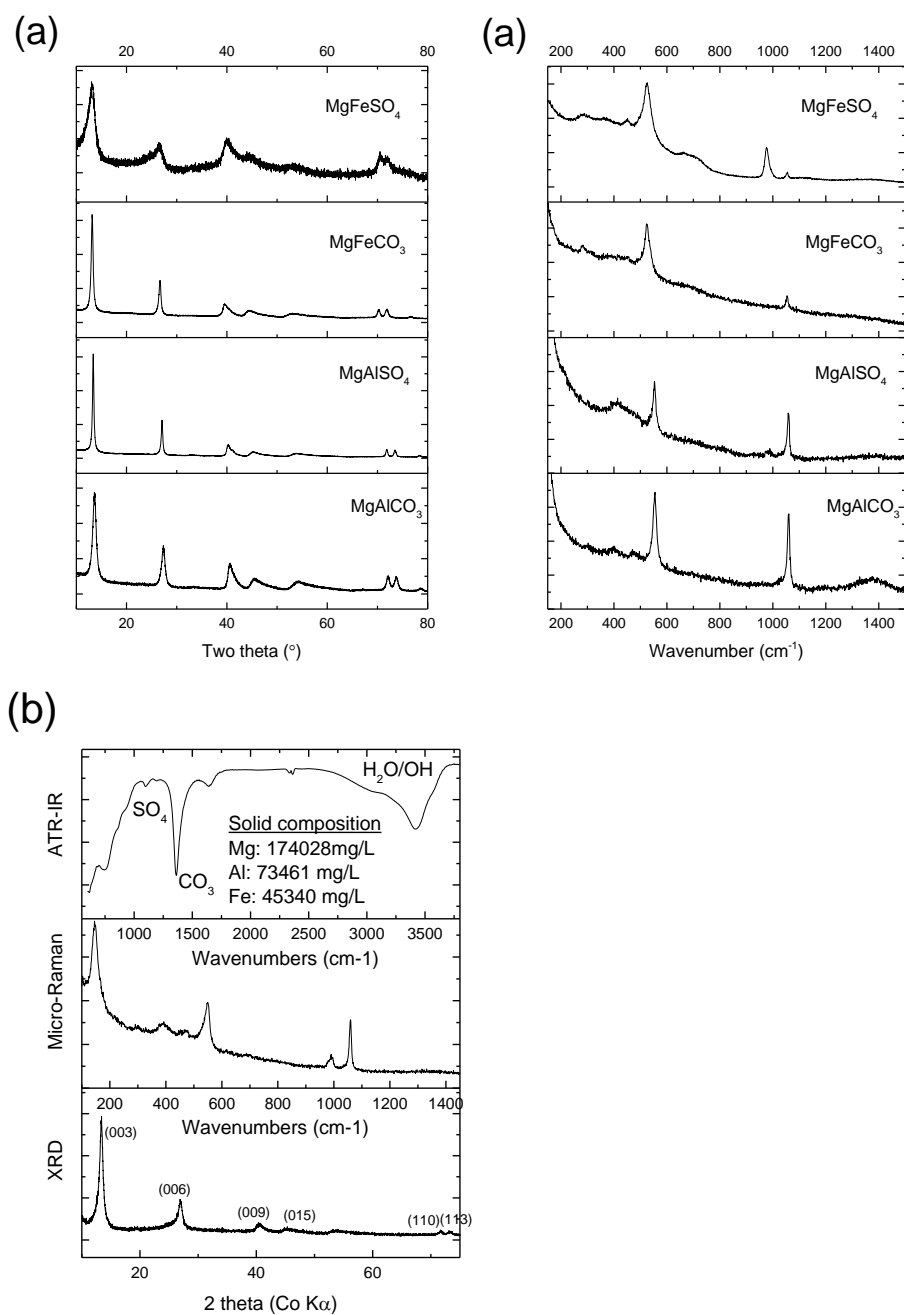 (a)
20 40 60 80
MgFeSO4
MgFeCO3
MgAlSO4
MgAlCO3
20 40 60 80
Two theta (°)
(a)
200 400 600 800 1000 1200 1400
MgFeSO4
MgFeCO3
MgAlSO4
MgAlCO3
200 400 600 800 1000 1200 1400
Wavenumber (cm-1)
(b)
ATR-IR
H2O/OH
SO4
Solid composition
Mg: 174028mg/L
Al: 73461 mg/L
Fe: 45340 mg/L
CO3
1000 1500 2000 2500 3000 3500
Wavenumbers (cm-1)
Micro-Raman
200 400 600 800 1000 1200 1400
Wavenumbers (cm-1)
XRD
(003)
(006)
(009)
(015)
(110)
(113)
20 40 60
2 theta (Co Kα)